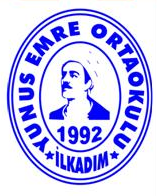 YUNUS EMRE ORTAOKULU
1992
★ İLKADIM ★